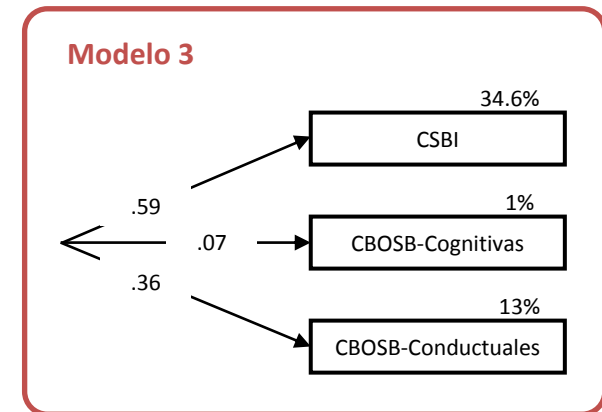 Modelo 3
34.6%
CSBI
.59
1%
.07
CBOSB-Cognitivas
.36
13%
CBOSB-Conductuales